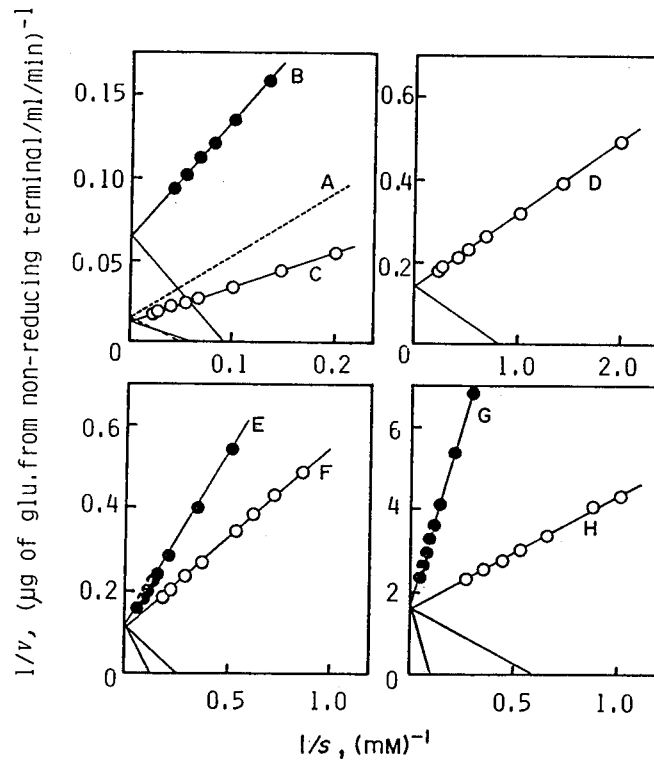 1/v, (μg of glu.from non-reducing terminal/ml/min)⁻¹
0.15
0.10
0.05
0
0.1
0.2
A
B
C
0.6
0.4
0.2
0
1.0
2.0
D
0.6
0.4
0.2
0
0.5
1.0
E
F
6
4
2
0
0.5
1.0
G
H
1/s, (mM)⁻¹